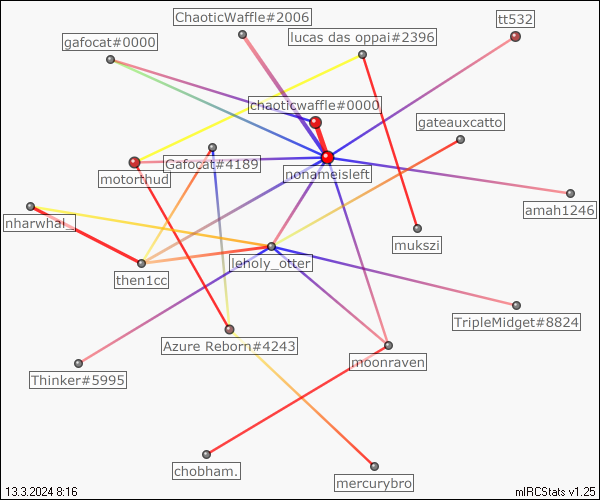 ChaoticWaffle#2006
tt532
lucas das oppai#2396
gafocat#0000
chaoticwaffle#0000
gateauxcatto
Gafocat#4189
nonameisleft
motorthud
amah1246
nharwhal_
mukszi
leholy_otter
then1cc
TripleMidget#8824
Azure Reborn#4243
moonraven
Thinker#5995
chobham.
mercurybro
13.3.2024 8:16
mIRCStats v1.25